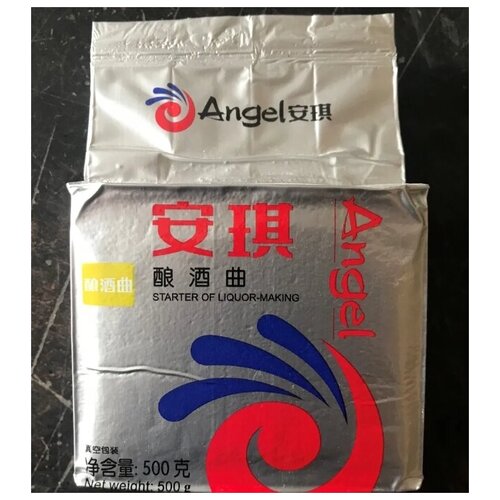 Angel安琪
安琪
Angel
酿酒曲
酿酒曲
STARTER OF LIQUOR-MAKING
真空包装
净含量: 500克
Net weight: 500 g